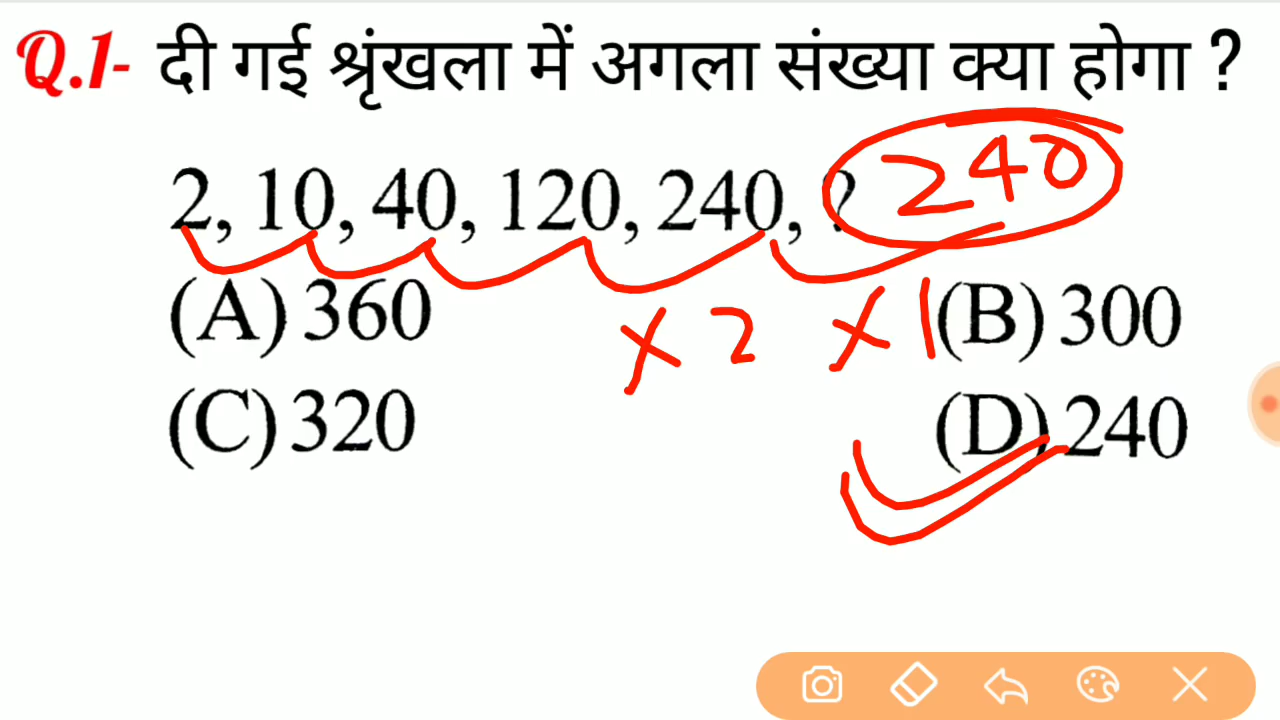 Q.1- दी गई श्रृंखला में अगला संख्या क्या होगा ?
2, 10, 40, 120, 240, ? 240
(A) 360
× 2 × 1
(B) 300
(C) 320
(D) 240